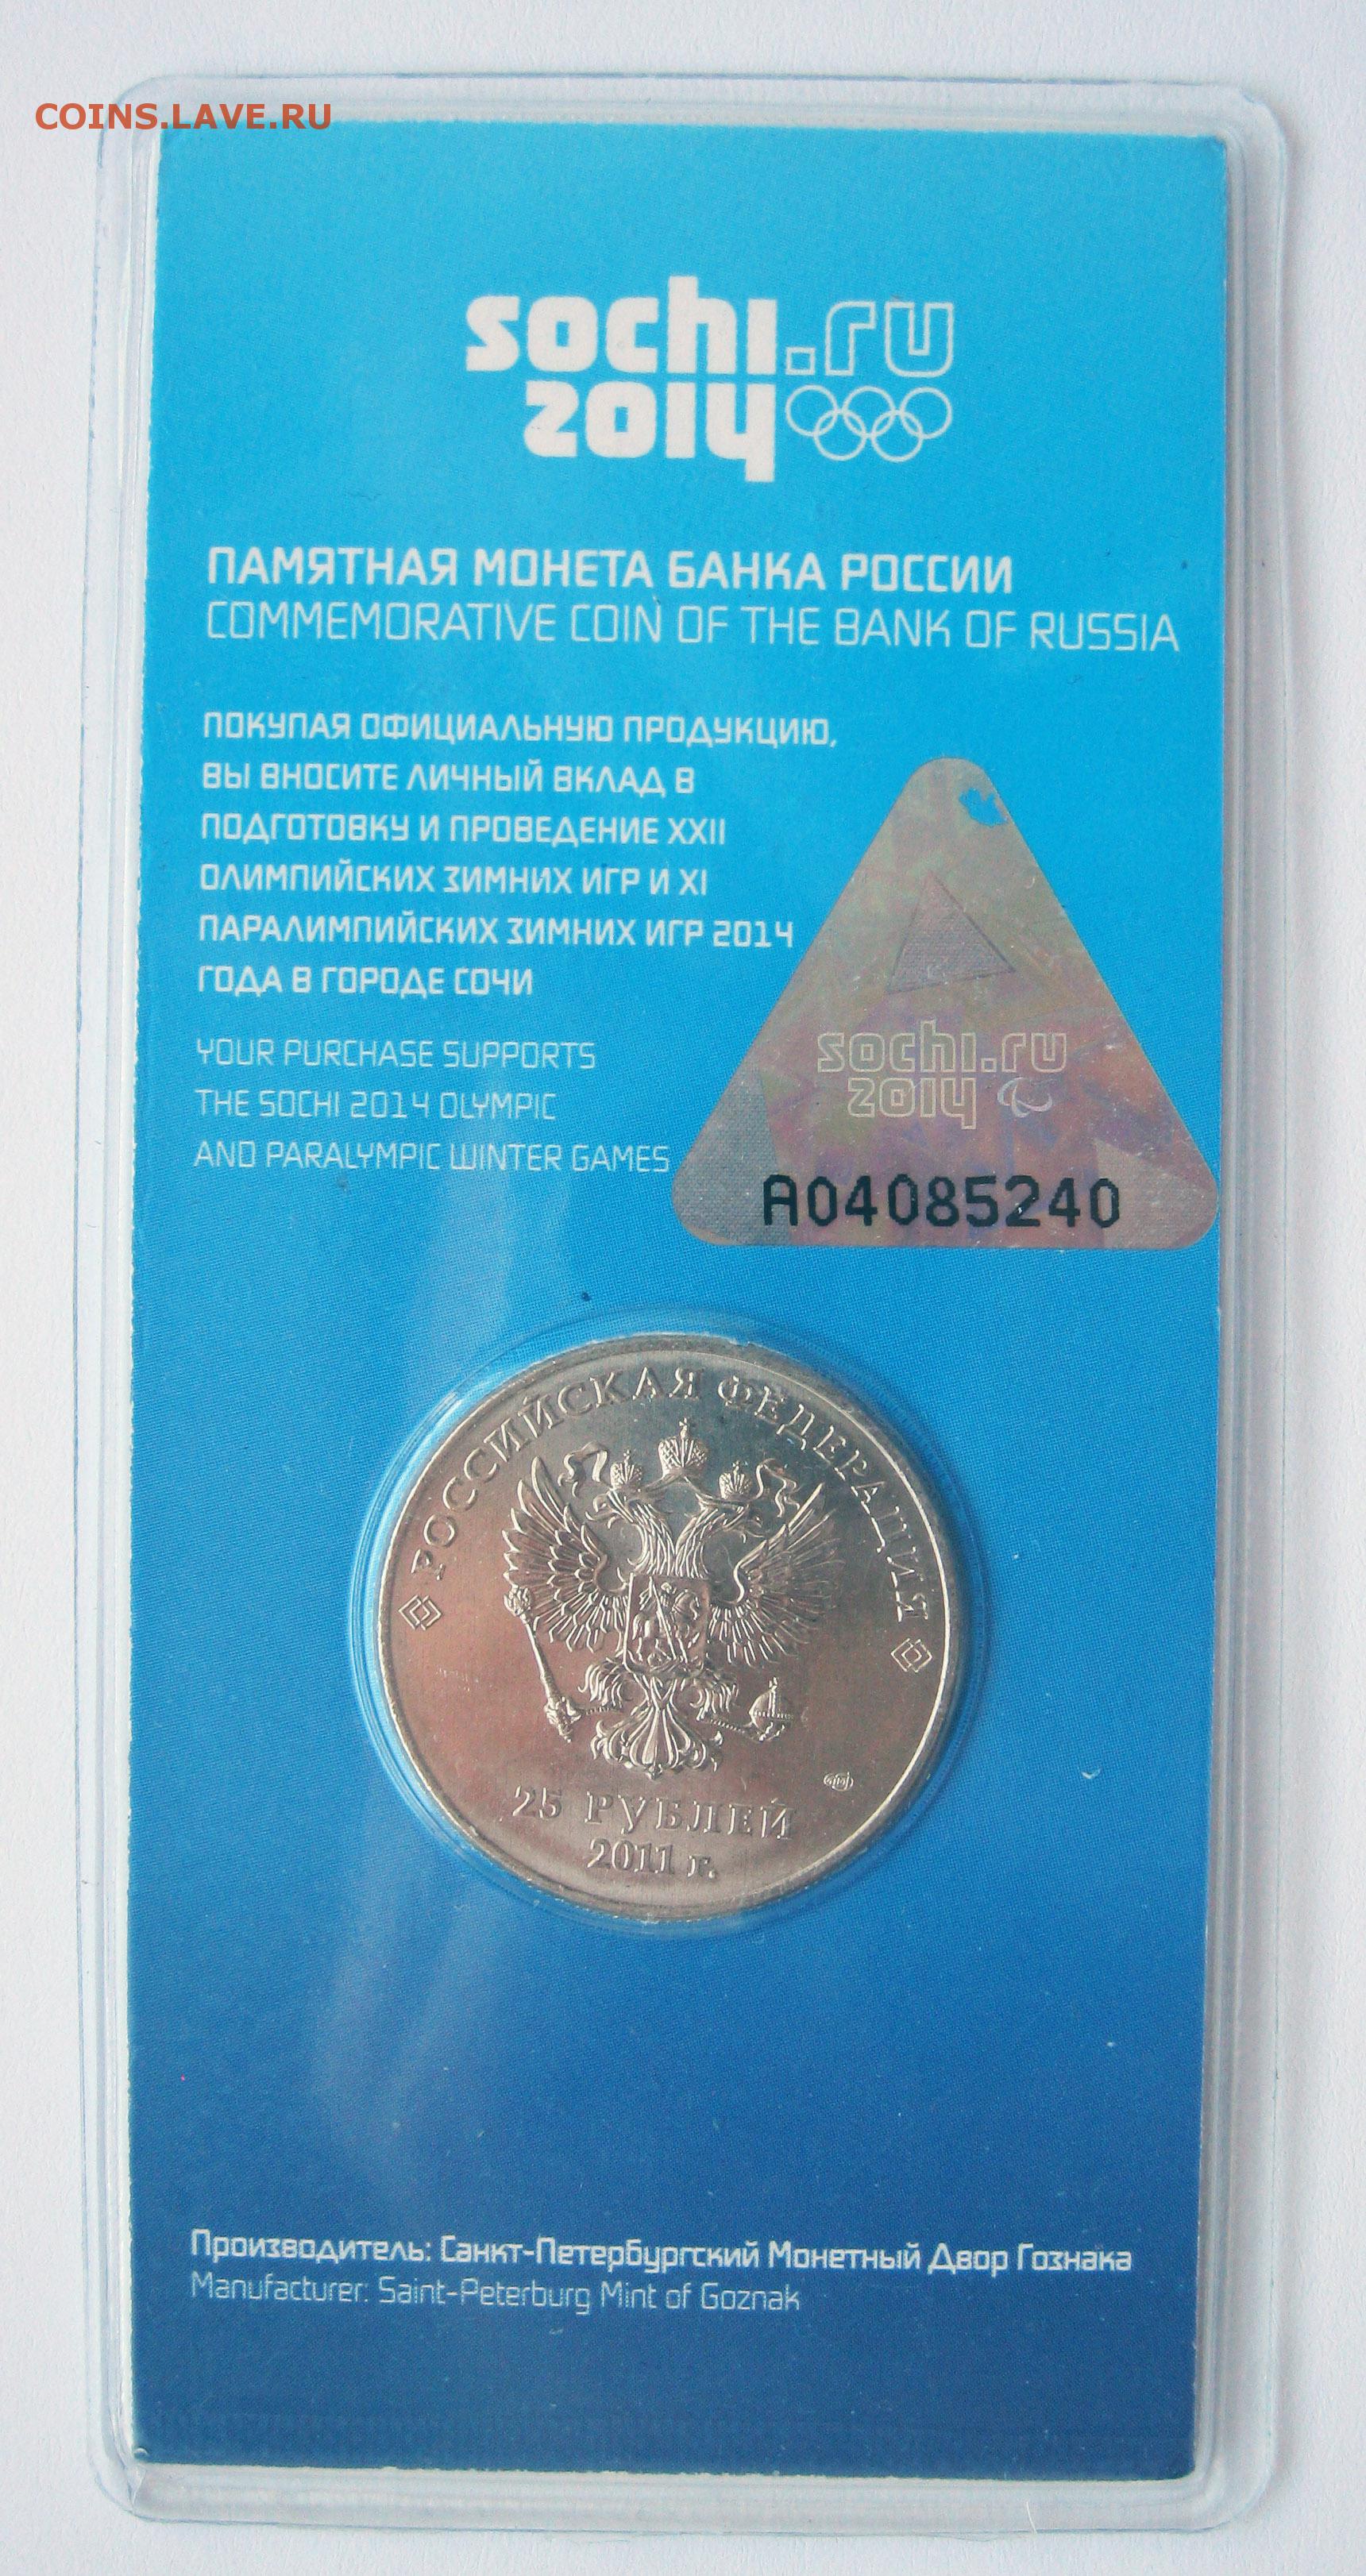 COINS.LAVE.RU
sochi.ru
2014
ПАМЯТНАЯ МОНЕТА БАНКА РОССИИ
COMMEMORATIVE COIN OF THE BANK OF RUSSIA
ПОКУПАЯ ОФИЦИАЛЬНУЮ ПРОДУКЦИЮ,
ВЫ ВНОСИТЕ ЛИЧНЫЙ ВКЛАД В
ПОДГОТОВКУ И ПРОВЕДЕНИЕ XXII
ОЛИМПИЙСКИХ ЗИМНИХ ИГР И XI
ПАРАЛИМПИЙСКИХ ЗИМНИХ ИГР 2014
ГОДА В ГОРОДЕ СОЧИ
YOUR PURCHASE SUPPORTS
THE SOCHI 2014 OLYMPIC
AND PARALYMPIC WINTER GAMES
sochi.ru
2014
A04085240
РОССИЙСКАЯ ФЕДЕРАЦИЯ
25 РУБЛЕЙ
2011 г.
Производитель: Санкт-Петербургский Монетный Двор Гознака
Manufacturer: Saint-Peterburg Mint of Goznak